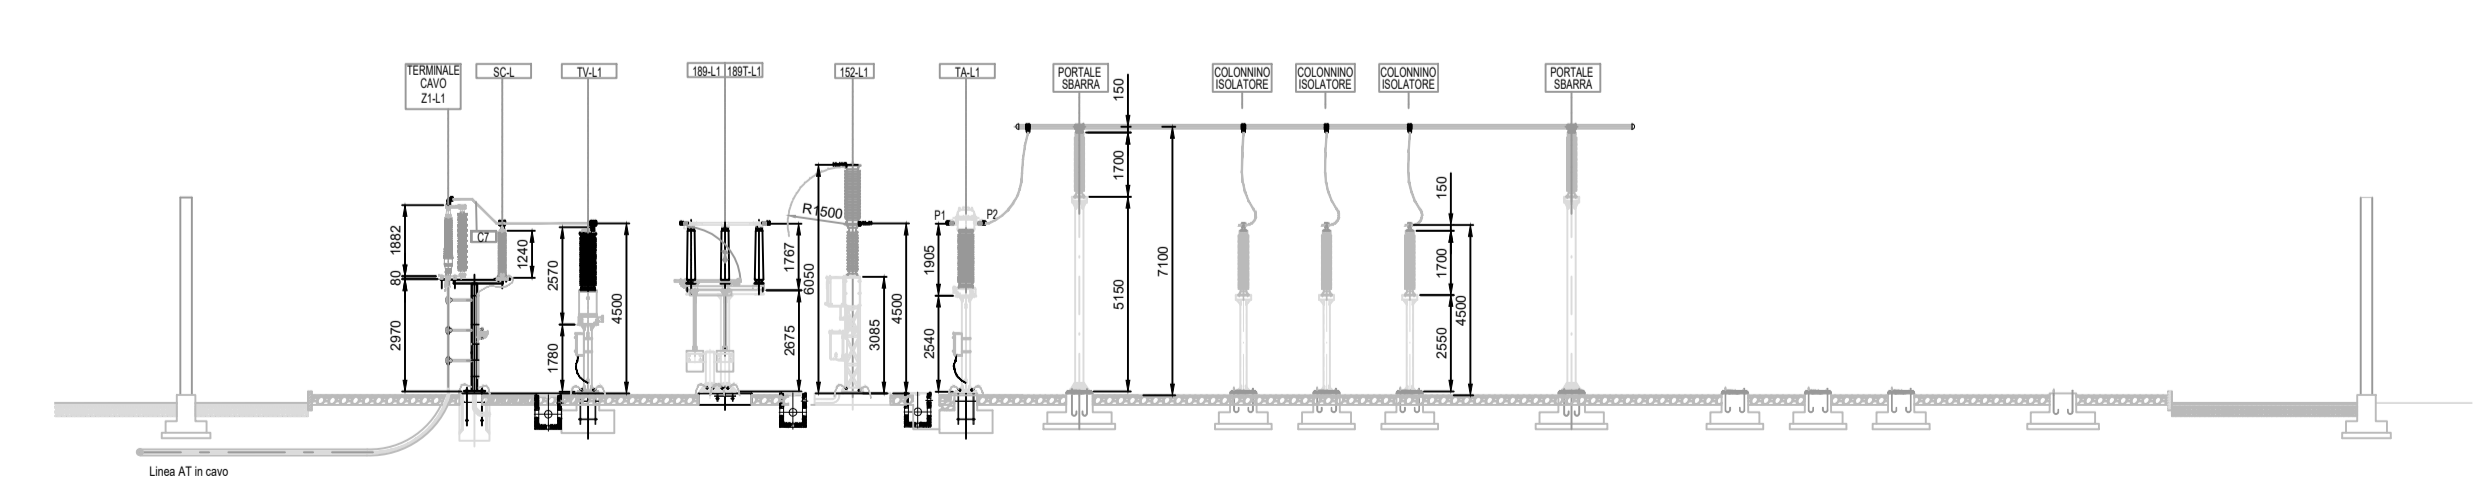 TERMINALE
CAVO
Z1-L1
SC-L
TV-L1
189-L1
189T-L1
152-L1
TA-L1
PORTALE
SBARRA
COLONNINO
ISOLATORE
COLONNINO
ISOLATORE
COLONNINO
ISOLATORE
PORTALE
SBARRA
150
1700
5150
7100
150
1700
2550
4500
1882
80
2970
C7
1240
2570
1780
4500
1767
2675
6050
R1500
3085
4500
P1
P2
1905
2540
Linea AT in cavo